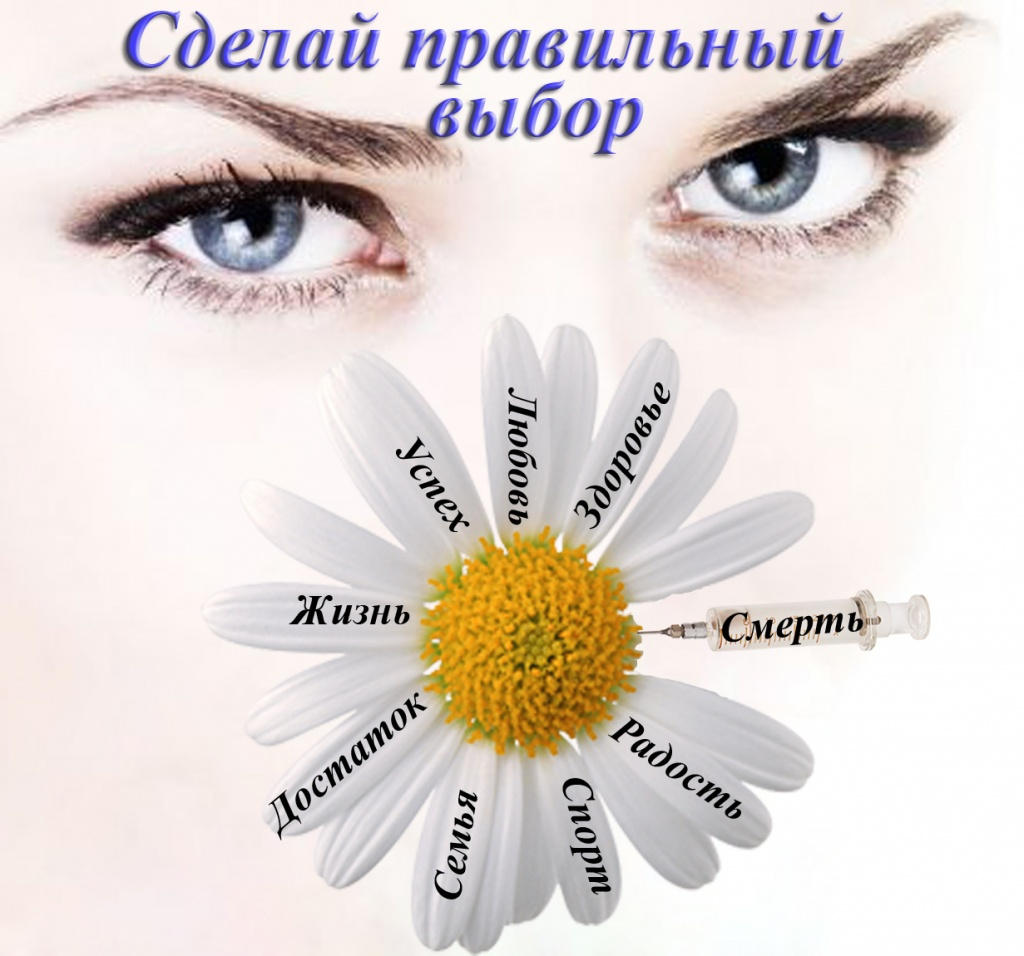 Сделай правильный
выбор
Успех
Любовь
Здоровье
Жизнь
Смерть
Достаток
Семья
Спорт
Радость